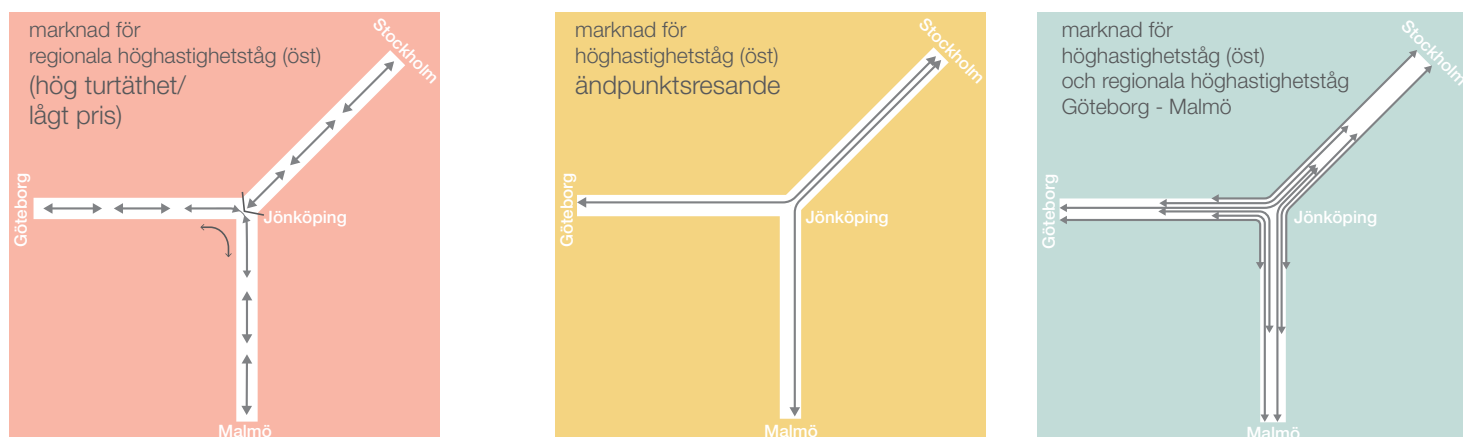 marknad för
regionala höghastighetståg (öst)
(hög turtäthet/
lågt pris)
Stockholm
Göteborg
Jönköping
Malmö
marknad för
höghastighetståg (öst)
ändpunktsresande
Stockholm
Göteborg
Jönköping
Malmö
marknad för
höghastighetståg (öst)
och regionala höghastighetståg
Göteborg - Malmö
Stockholm
Göteborg
Jönköping
Malmö